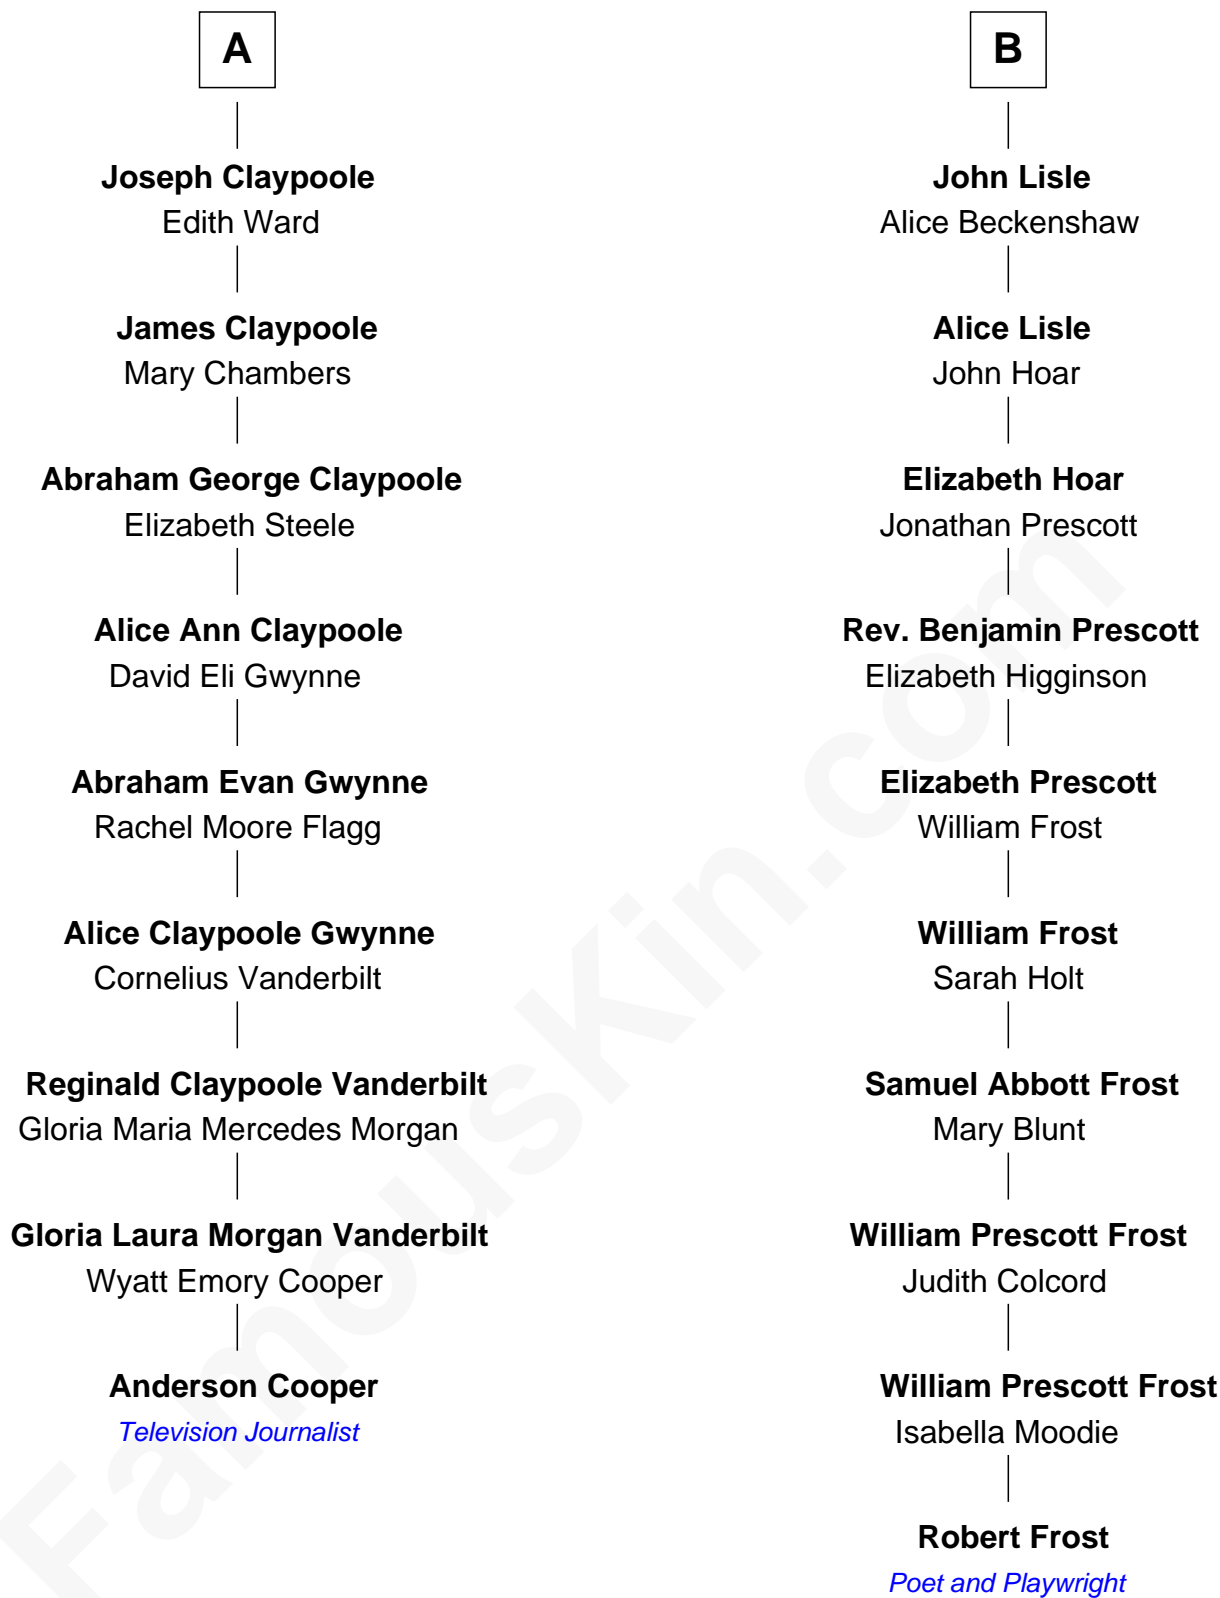 A
Joseph Claypoole
Edith Ward
James Claypoole
Mary Chambers
Abraham George Claypoole
Elizabeth Steele
Alice Ann Claypoole
David Eli Gwynne
Abraham Evan Gwynne
Rachel Moore Flagg
Alice Claypoole Gwynne
Cornelius Vanderbilt
Reginald Claypoole Vanderbilt
Gloria Maria Mercedes Morgan
Gloria Laura Morgan Vanderbilt
Wyatt Emory Cooper
Anderson Cooper
Television Journalist
B
John Lisle
Alice Beckenshaw
Alice Lisle
John Hoar
Elizabeth Hoar
Jonathan Prescott
Rev. Benjamin Prescott
Elizabeth Higginson
Elizabeth Prescott
William Frost
William Frost
Sarah Holt
Samuel Abbott Frost
Mary Blunt
William Prescott Frost
Judith Colcord
William Prescott Frost
Isabella Moodie
Robert Frost
Poet and Playwright
FamousKin.com